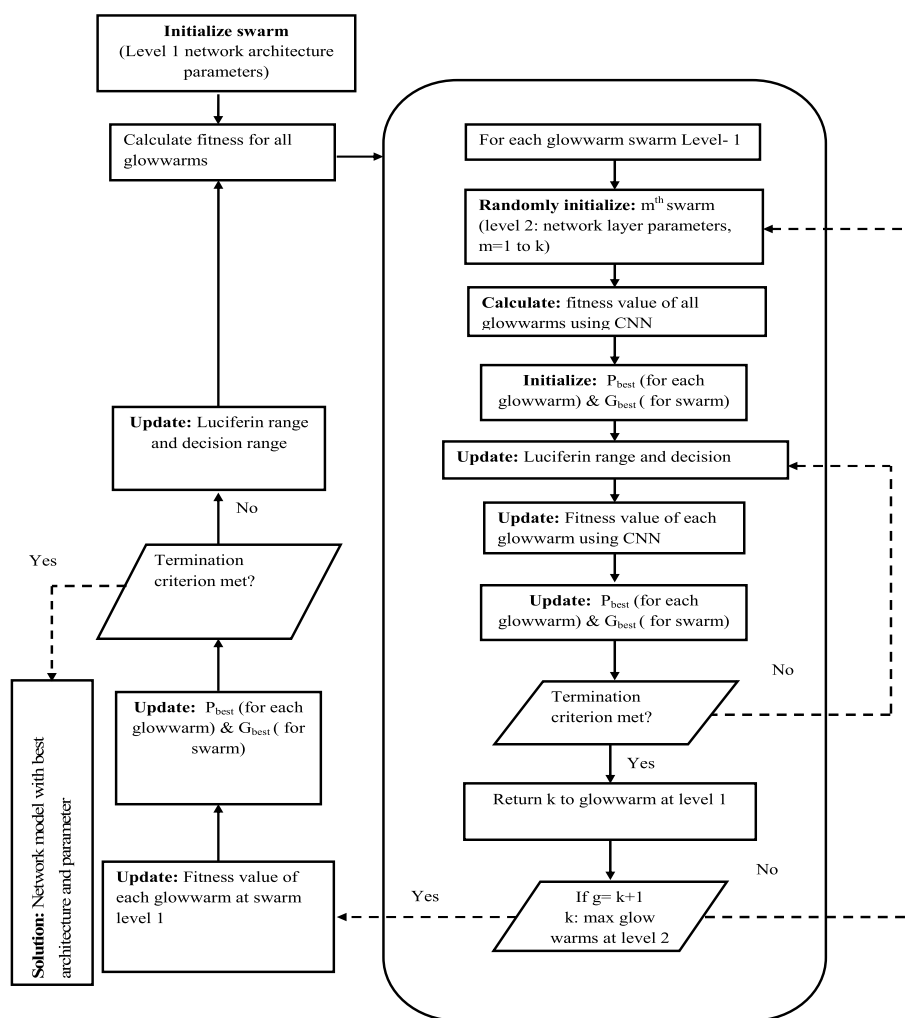 Initialize swarm
(Level 1 network architecture
parameters)
Calculate fitness for all
glowwarms
For each glowwarm swarm Level- 1
Randomly initialize: mth swarm
(level 2: network layer parameters,
m=1 to k)
Calculate: fitness value of all
glowwarms using CNN
Initialize: Pbest (for each
glowwarm) & Gbest ( for swarm)
Update: Luciferin range and decision
Update: Fitness value of each
glowwarm using CNN
Update: Pbest (for each
glowwarm) & Gbest ( for swarm)
No
Termination
criterion met?
Yes
Return k to glowwarm at level 1
No
If g= k+1
k: max glow
warms at level 2
Yes
Update: Fitness value of
each glowwarm at swarm
level 1
Update: Pbest (for each
glowwarm) & Gbest ( for
swarm)
Termination
criterion met?
No
Update: Luciferin range
and decision range
Yes
Solution: Network model with best
architecture and parameter